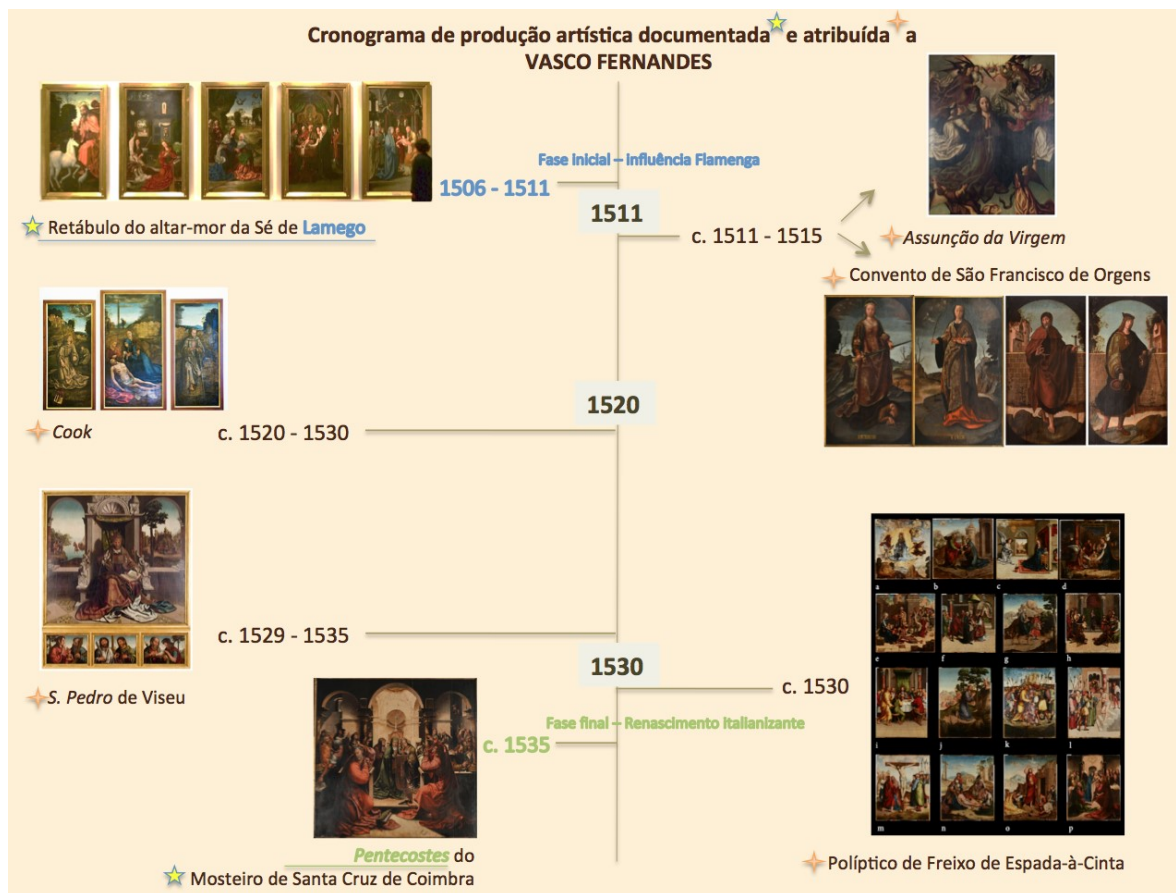 Cronograma de produção artística documentada e atribuída a
VASCO FERNANDES
Fase inicial – Influência Flamenga
1506 - 1511
Retábulo do altar-mor da Sé de Lamego
1511
c. 1511 - 1515
Assunção da Virgem
Convento de São Francisco de Orgens
1520
Cook
c. 1520 - 1530
c. 1529 - 1535
S. Pedro de Viseu
1530
c. 1530
Fase final – Renascimento italianizante
c. 1535
Pentecostes do
Mosteiro de Santa Cruz de Coimbra
a b c d
e f g h
i j k l
m n o p
Políptico de Freixo de Espada-à-Cinta